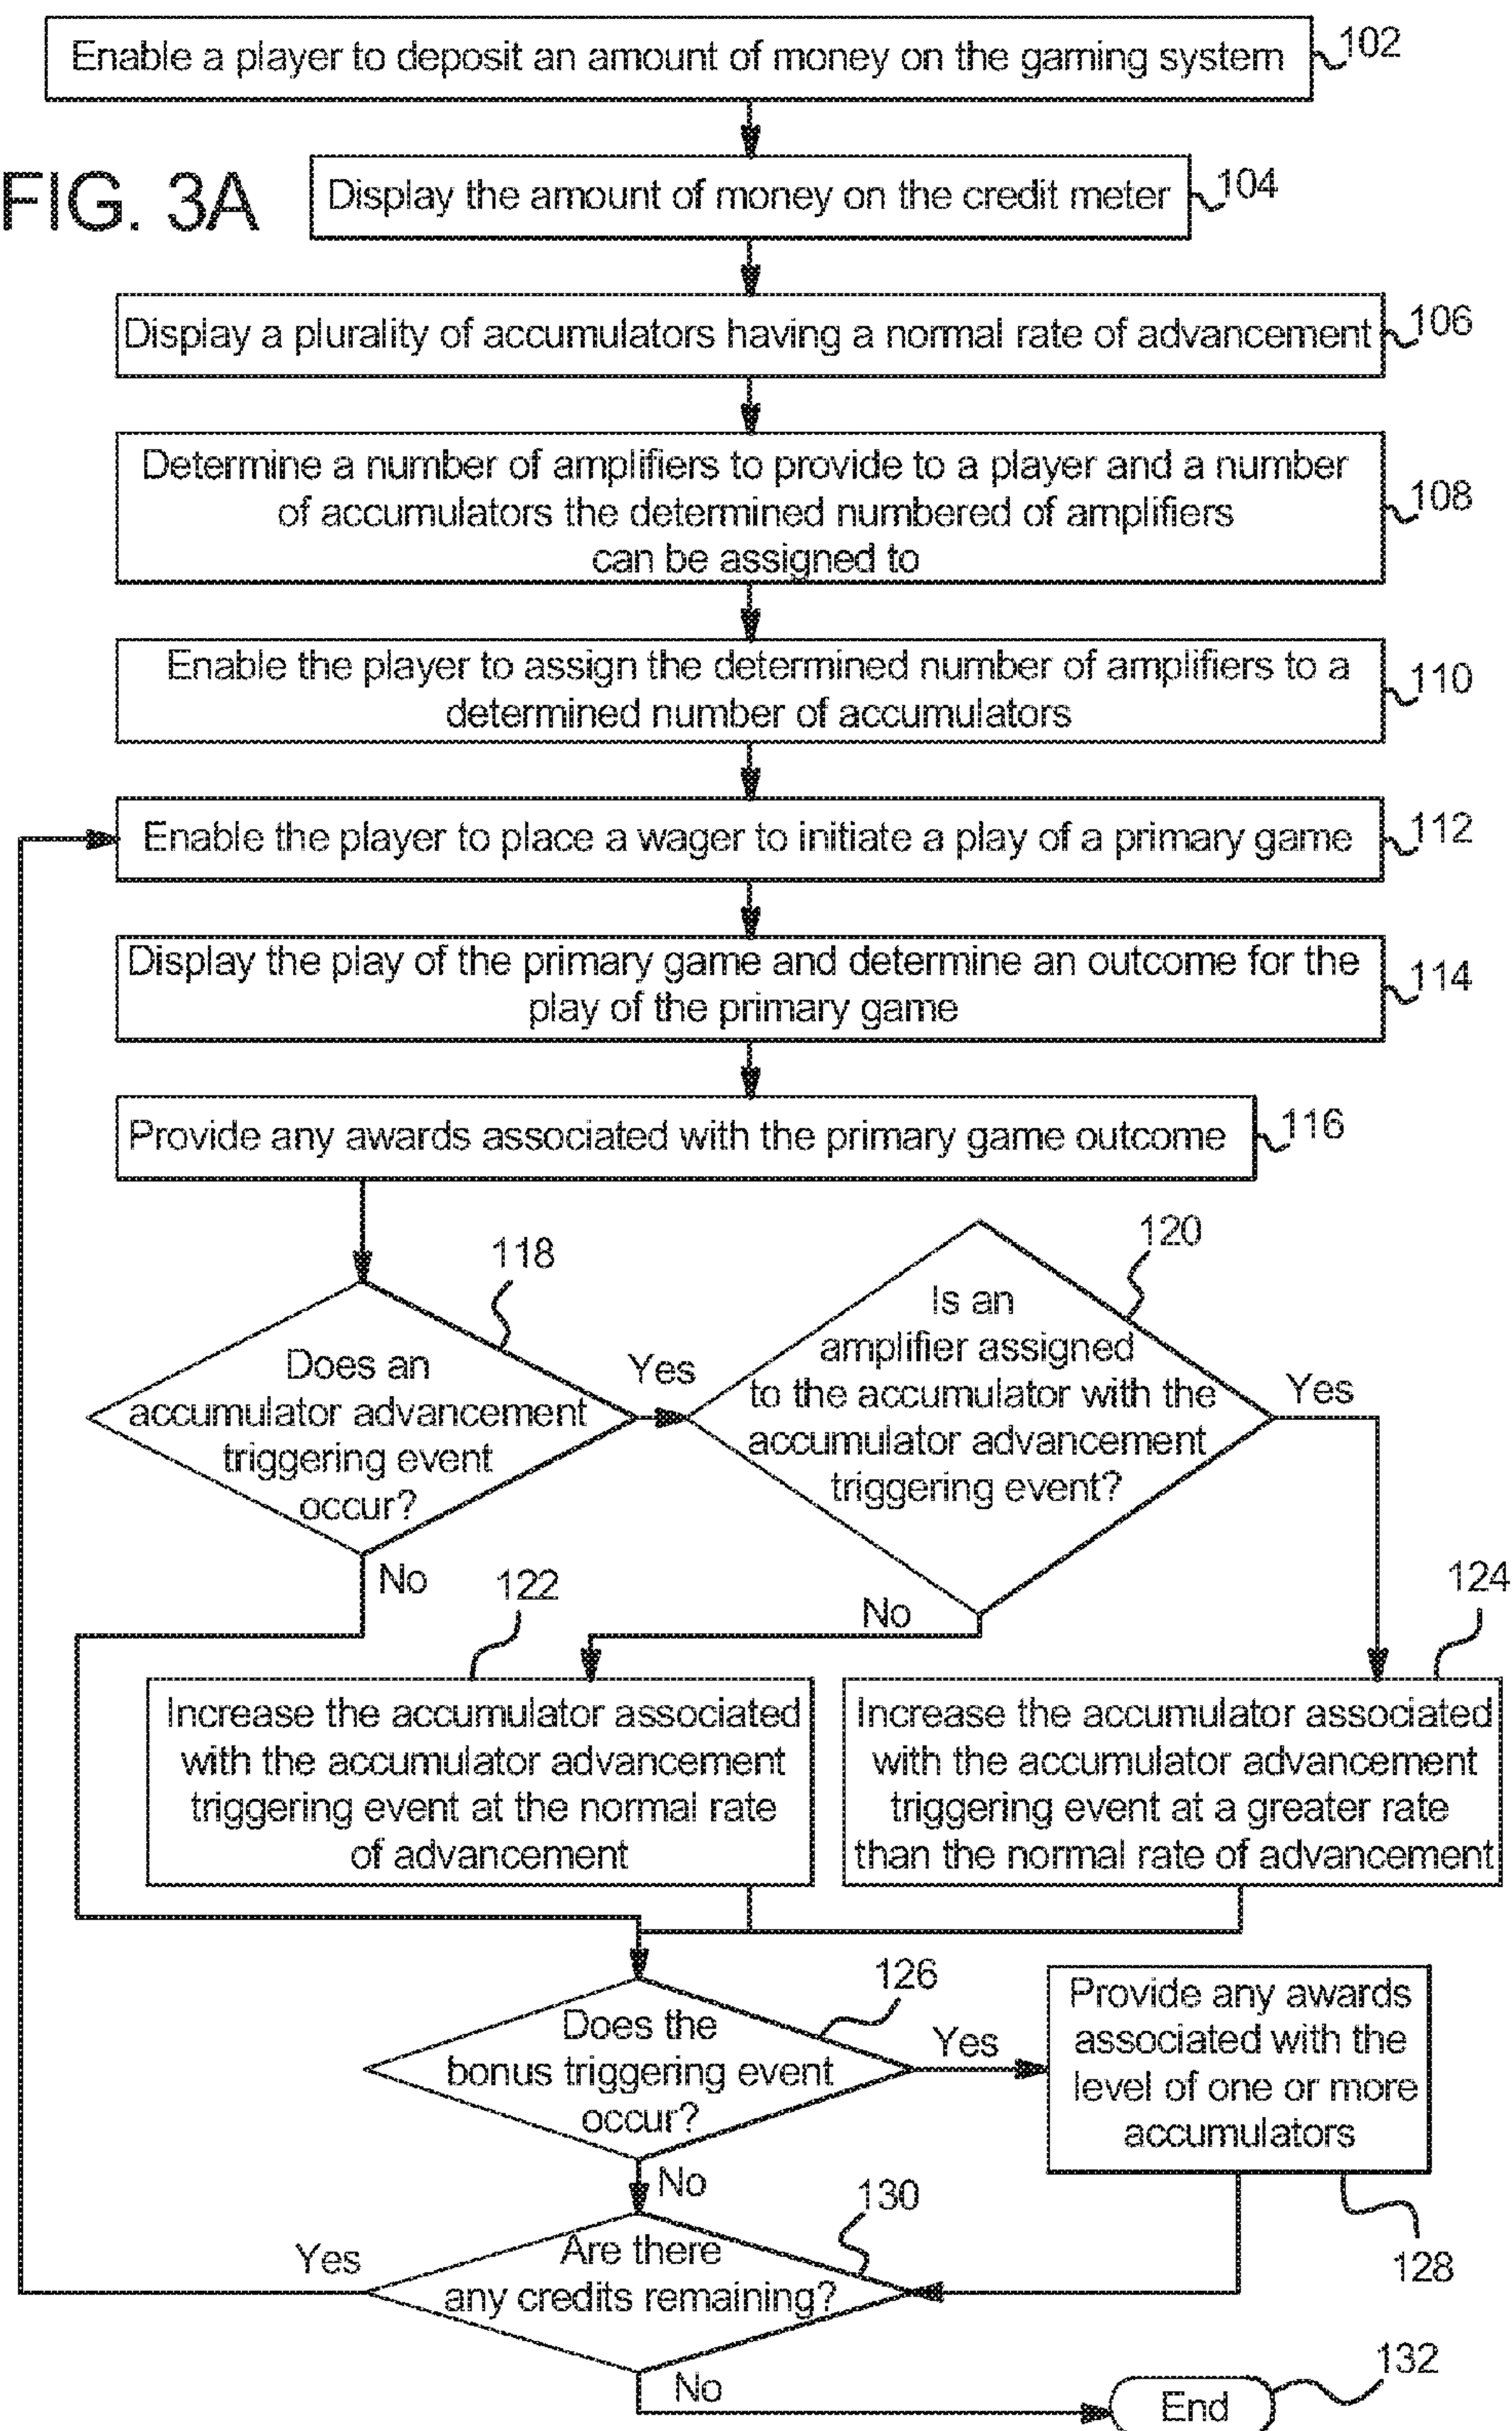 Enable a player to deposit an amount of money on the gaming system
102
FIG. 3A
Display the amount of money on the credit meter
104
Display a plurality of accumulators having a normal rate of advancement
106
Determine a number of amplifiers to provide to a player and a number
of accumulators the determined numbered of amplifiers
can be assigned to
108
Enable the player to assign the determined number of amplifiers to a
determined number of accumulators
110
Enable the player to place a wager to initiate a play of a primary game
112
Display the play of the primary game and determine an outcome for the
play of the primary game
114
Provide any awards associated with the primary game outcome
116
118
Does an
accumulator advancement
triggering event
occur?
Yes
No
120
Is an
amplifier assigned
to the accumulator with the
accumulator advancement
triggering event?
Yes
No
122
Increase the accumulator associated
with the accumulator advancement
triggering event at the normal rate
of advancement
124
Increase the accumulator associated
with the accumulator advancement
triggering event at a greater rate
than the normal rate of advancement
126
Does the
bonus triggering event
occur?
Yes
No
Provide any awards
associated with the
level of one or more
accumulators
128
130
Are there
any credits remaining?
Yes
No
132
End